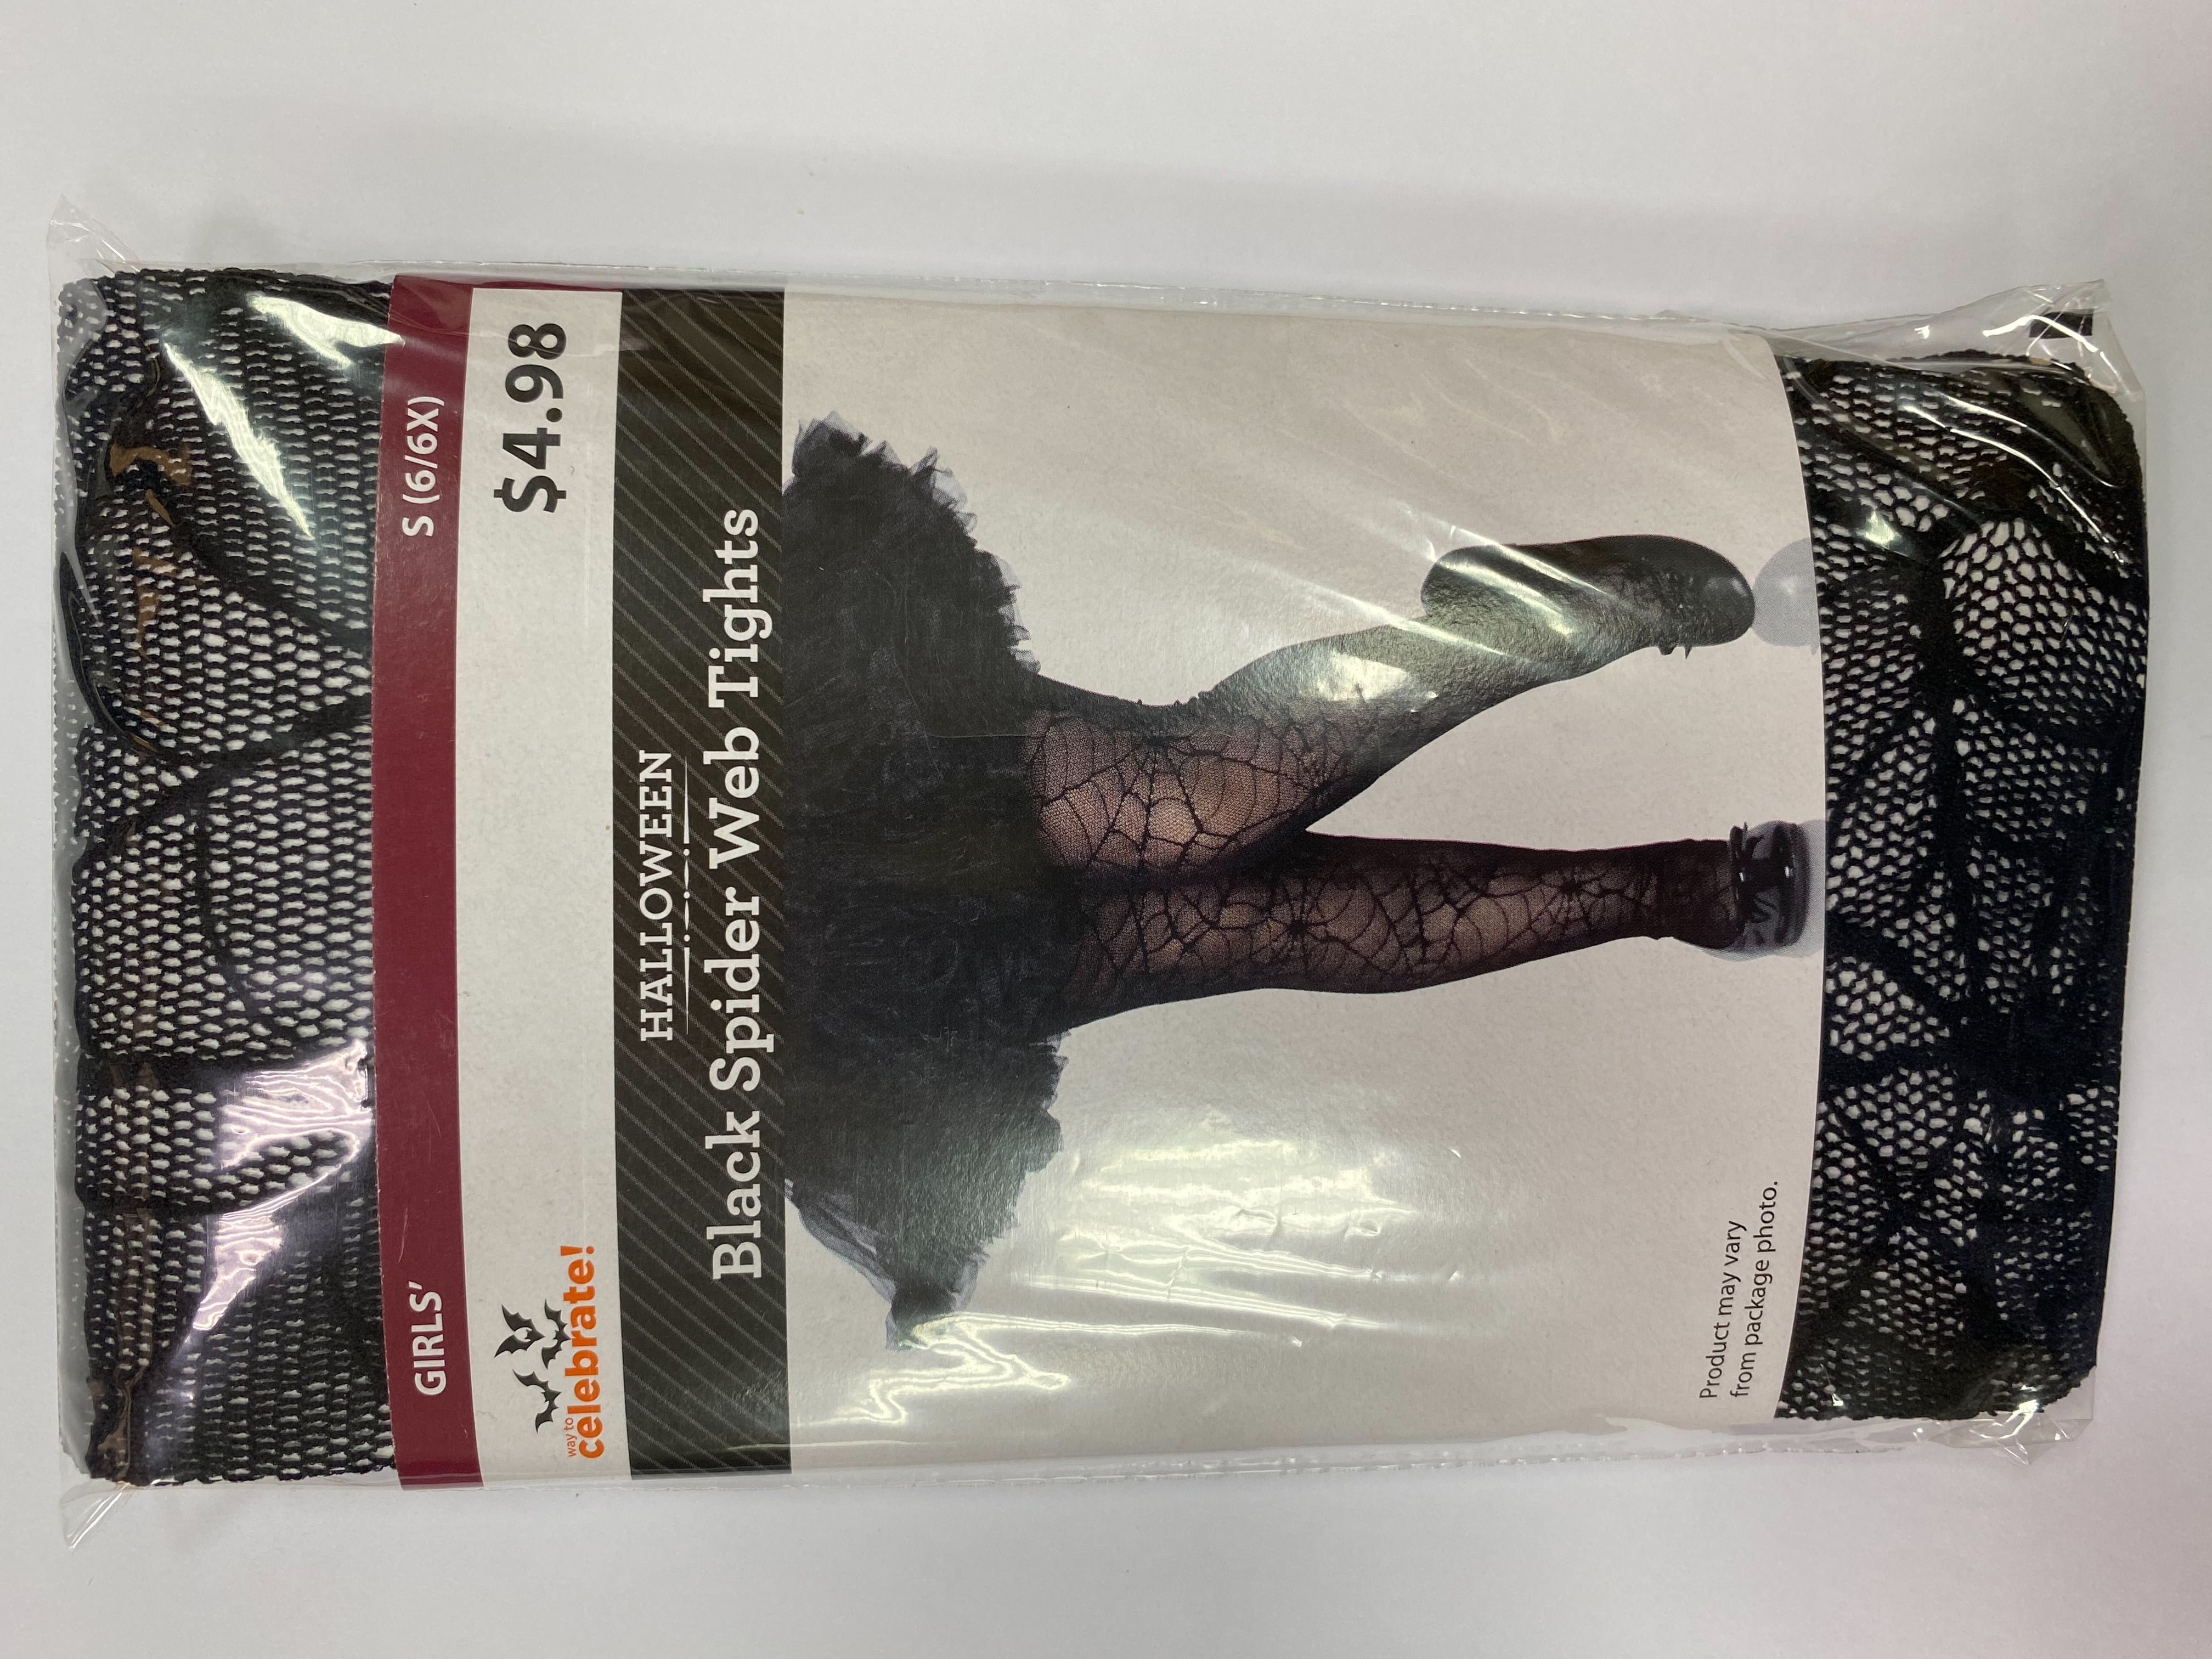 GIRLS' S (6/6X)
way to
celebrate!
$4.98
HALLOWEEN
Black Spider Web Tights
Product may vary
from package photo.